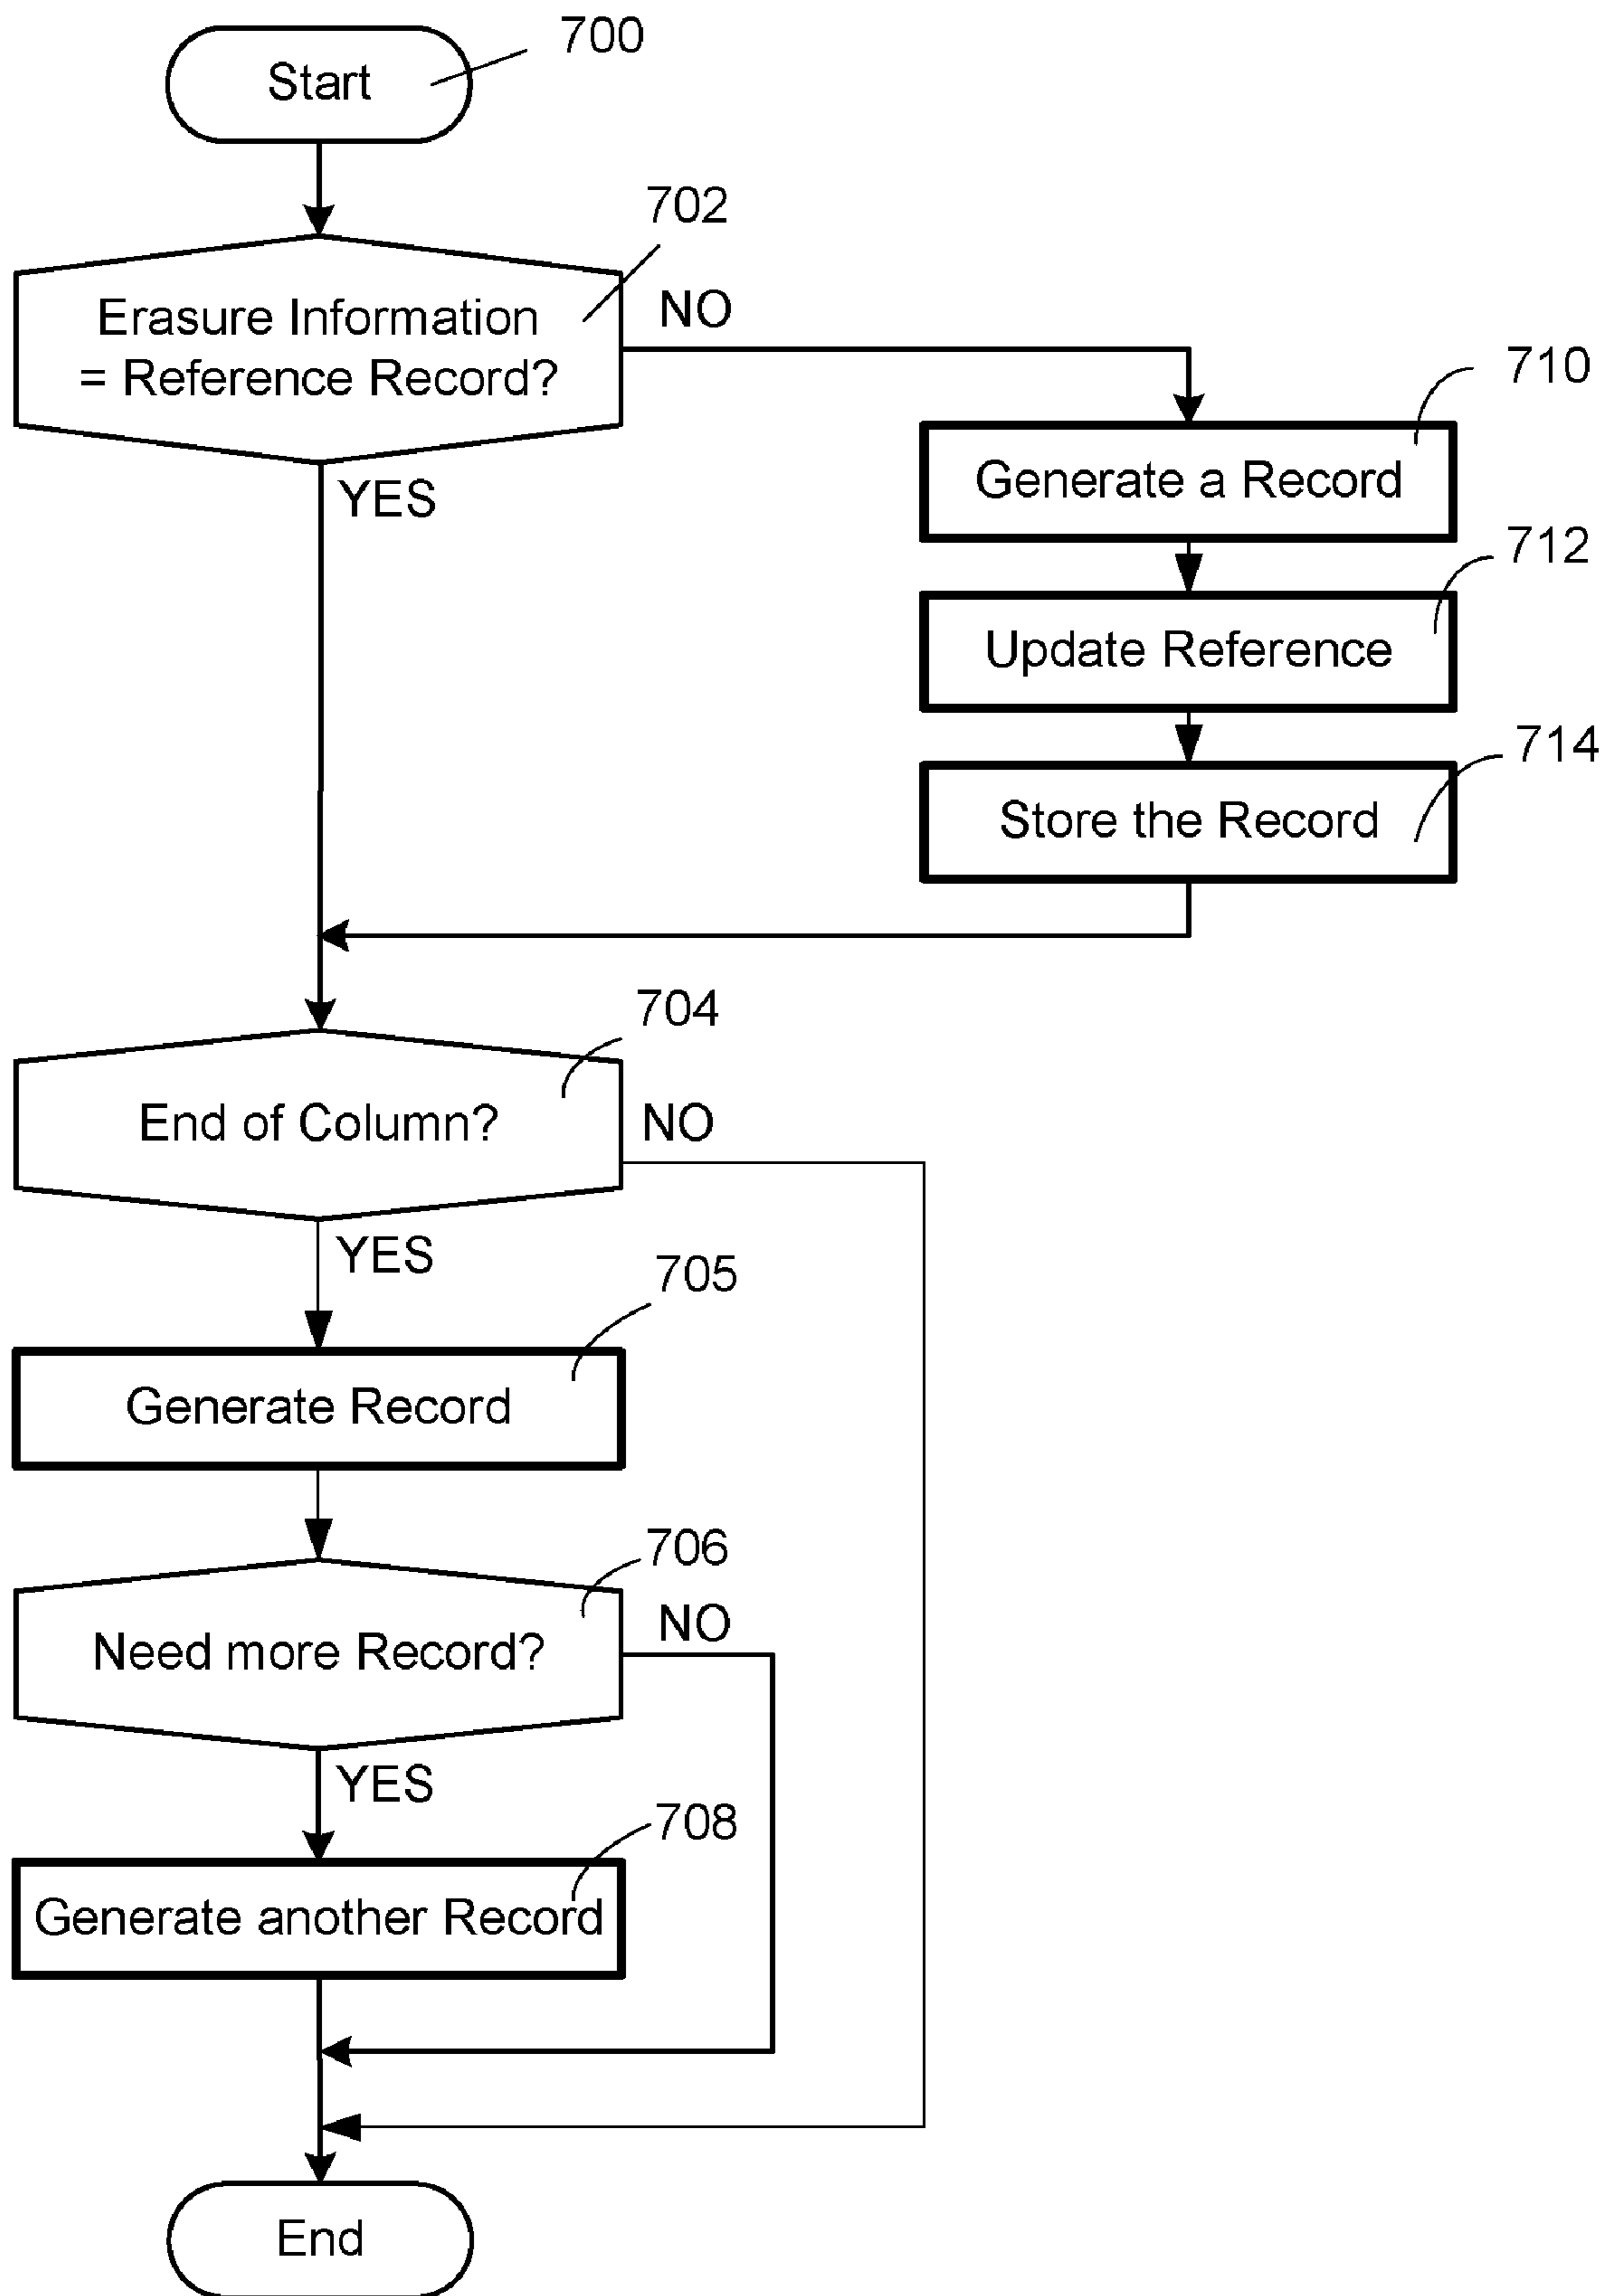 700
Start
702
Erasure Information
= Reference Record?
NO
YES
710
Generate a Record
712
Update Reference
714
Store the Record
704
End of Column?
NO
YES
705
Generate Record
706
Need more Record?
NO
YES
708
Generate another Record
End